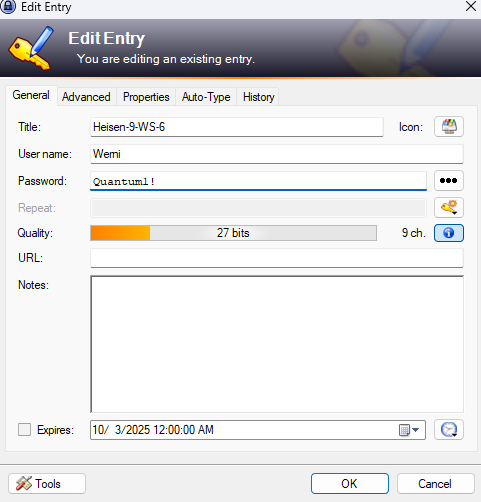 Edit Entry
Edit Entry
You are editing an existing entry.
General Advanced Properties Auto-Type History
Title: Heisen-9-WS-6 Icon:
User name: Werni
Password: Quantum1!
Repeat:
Quality: 27 bits 9 ch.
URL:
Notes:
Expires: 10/ 3/2025 12:00:00 AM
Tools OK Cancel